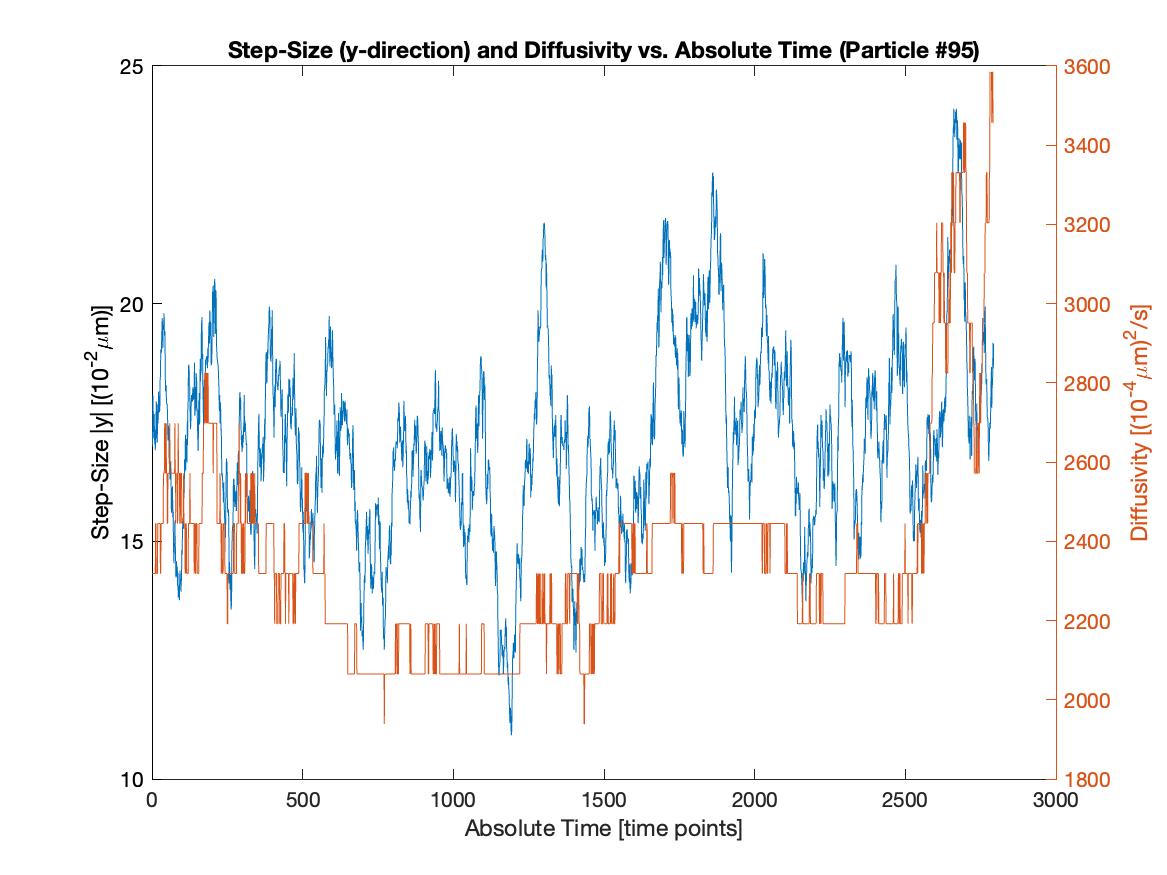 Step-Size (y-direction) and Diffusivity vs. Absolute Time (Particle #95)
25
20
15
10
Step-Size |y| [(10⁻² μm)]
3600
3400
3200
3000
2800
2600
2400
2200
2000
1800
Diffusivity [(10⁻⁴ μm)²/s]
0 500 1000 1500 2000 2500 3000
Absolute Time [time points]